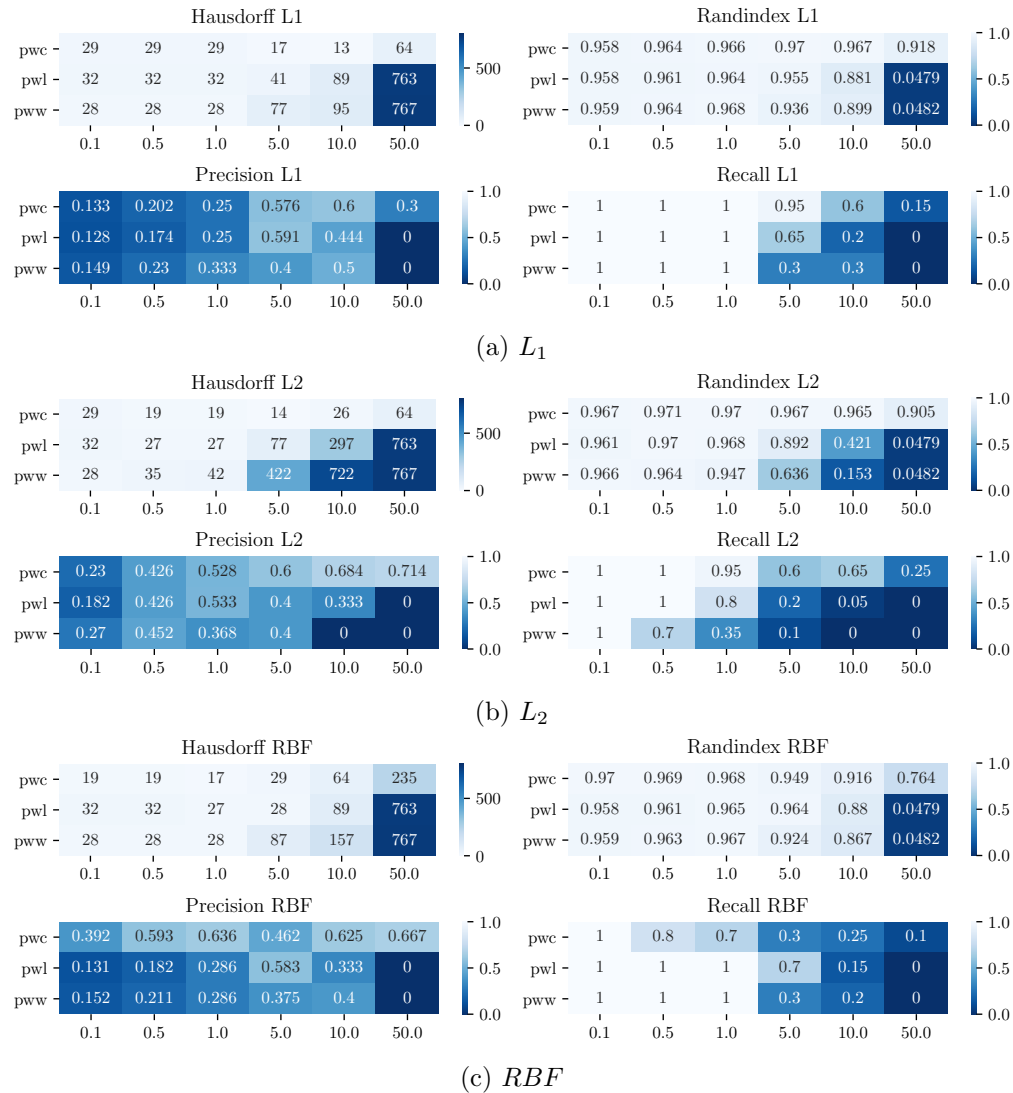 Hausdorff L1
pwc 29 29 29 17 13 64
pwl 32 32 32 41 89 763
pww 28 28 28 77 95 767
0.1 0.5 1.0 5.0 10.0 50.0
500
0
Randindex L1
0.958 0.964 0.966 0.97 0.967 0.918
0.958 0.961 0.964 0.955 0.881 0.0479
0.959 0.964 0.968 0.936 0.899 0.0482
0.1 0.5 1.0 5.0 10.0 50.0
1.0
0.5
0.0
Precision L1
pwc 0.133 0.202 0.25 0.576 0.6 0.3
pwl 0.128 0.174 0.25 0.591 0.444 0
pww 0.149 0.23 0.333 0.4 0.5 0
0.1 0.5 1.0 5.0 10.0 50.0
1.0
0.5
0.0
Recall L1
pwc 1 1 1 0.95 0.6 0.15
pwl 1 1 1 0.65 0.2 0
pww 1 1 1 0.3 0.3 0
0.1 0.5 1.0 5.0 10.0 50.0
1.0
0.5
0.0
(a) L₁
Hausdorff L2
pwc 29 19 19 14 26 64
pwl 32 27 27 77 297 763
pww 28 35 42 422 722 767
0.1 0.5 1.0 5.0 10.0 50.0
500
0
Randindex L2
0.967 0.971 0.97 0.967 0.965 0.905
0.961 0.97 0.968 0.892 0.421 0.0479
0.966 0.964 0.947 0.636 0.153 0.0482
0.1 0.5 1.0 5.0 10.0 50.0
1.0
0.5
0.0
Precision L2
pwc 0.23 0.426 0.528 0.6 0.684 0.714
pwl 0.182 0.426 0.533 0.4 0.333 0
pww 0.27 0.452 0.368 0.4 0 0
0.1 0.5 1.0 5.0 10.0 50.0
1.0
0.5
0.0
Recall L2
pwc 1 1 0.95 0.6 0.65 0.25
pwl 1 1 0.8 0.2 0.05 0
pww 1 0.7 0.35 0.1 0 0
0.1 0.5 1.0 5.0 10.0 50.0
1.0
0.5
0.0
(b) L₂
Hausdorff RBF
pwc 19 19 17 29 64 235
pwl 32 32 27 28 89 763
pww 28 28 28 87 157 767
0.1 0.5 1.0 5.0 10.0 50.0
500
0
Randindex RBF
pwc 0.97 0.969 0.968 0.949 0.916 0.764
pwl 0.958 0.961 0.965 0.964 0.88 0.0479
pww 0.959 0.963 0.967 0.924 0.867 0.0482
0.1 0.5 1.0 5.0 10.0 50.0
1.0
0.5
0.0
Precision RBF
pwc 0.392 0.593 0.636 0.462 0.625 0.667
pwl 0.131 0.182 0.286 0.583 0.333 0
pww 0.152 0.211 0.286 0.375 0.4 0
0.1 0.5 1.0 5.0 10.0 50.0
1.0
0.5
0.0
Recall RBF
pwc 1 0.8 0.7 0.3 0.25 0.1
pwl 1 1 1 0.7 0.15 0
pww 1 1 1 0.3 0.2 0
0.1 0.5 1.0 5.0 10.0 50.0
1.0
0.5
0.0
(c) RBF